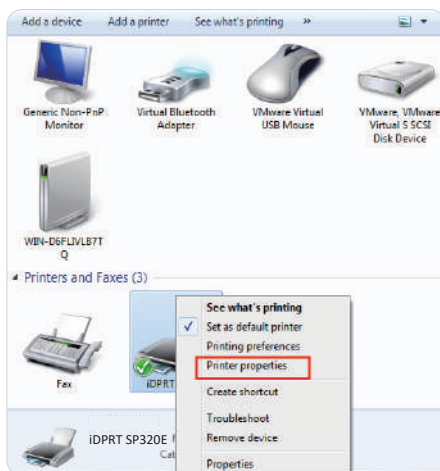 Add a device Add a printer See what's printing »
Generic Non-PnP
Monitor
Virtual Bluetooth
Adapter
VMware Virtual
USB Mouse
VMware, VMware
Virtual S SCSI
Disk Device
WIN-D6FLIVLB7T
Q
Printers and Faxes (3)
See what's printing
Set as default printer
Printing preferences
Printer properties
Create shortcut
Troubleshoot
Remove device
Properties
Fax
iDPRT
iDPRT SP320E
Cat